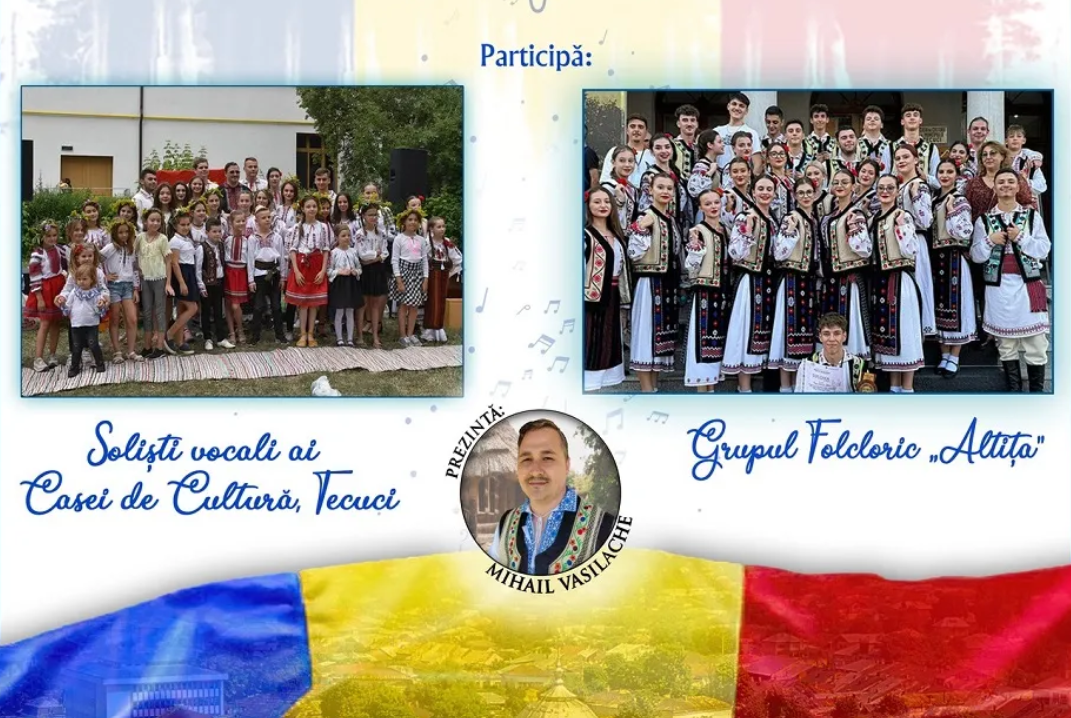 Participă:
Soliști vocali ai
Casei de Cultură, Tecuci
PREZINTĂ:
MIHAIL VASILACHE
Grupul Folcloric „Altița”